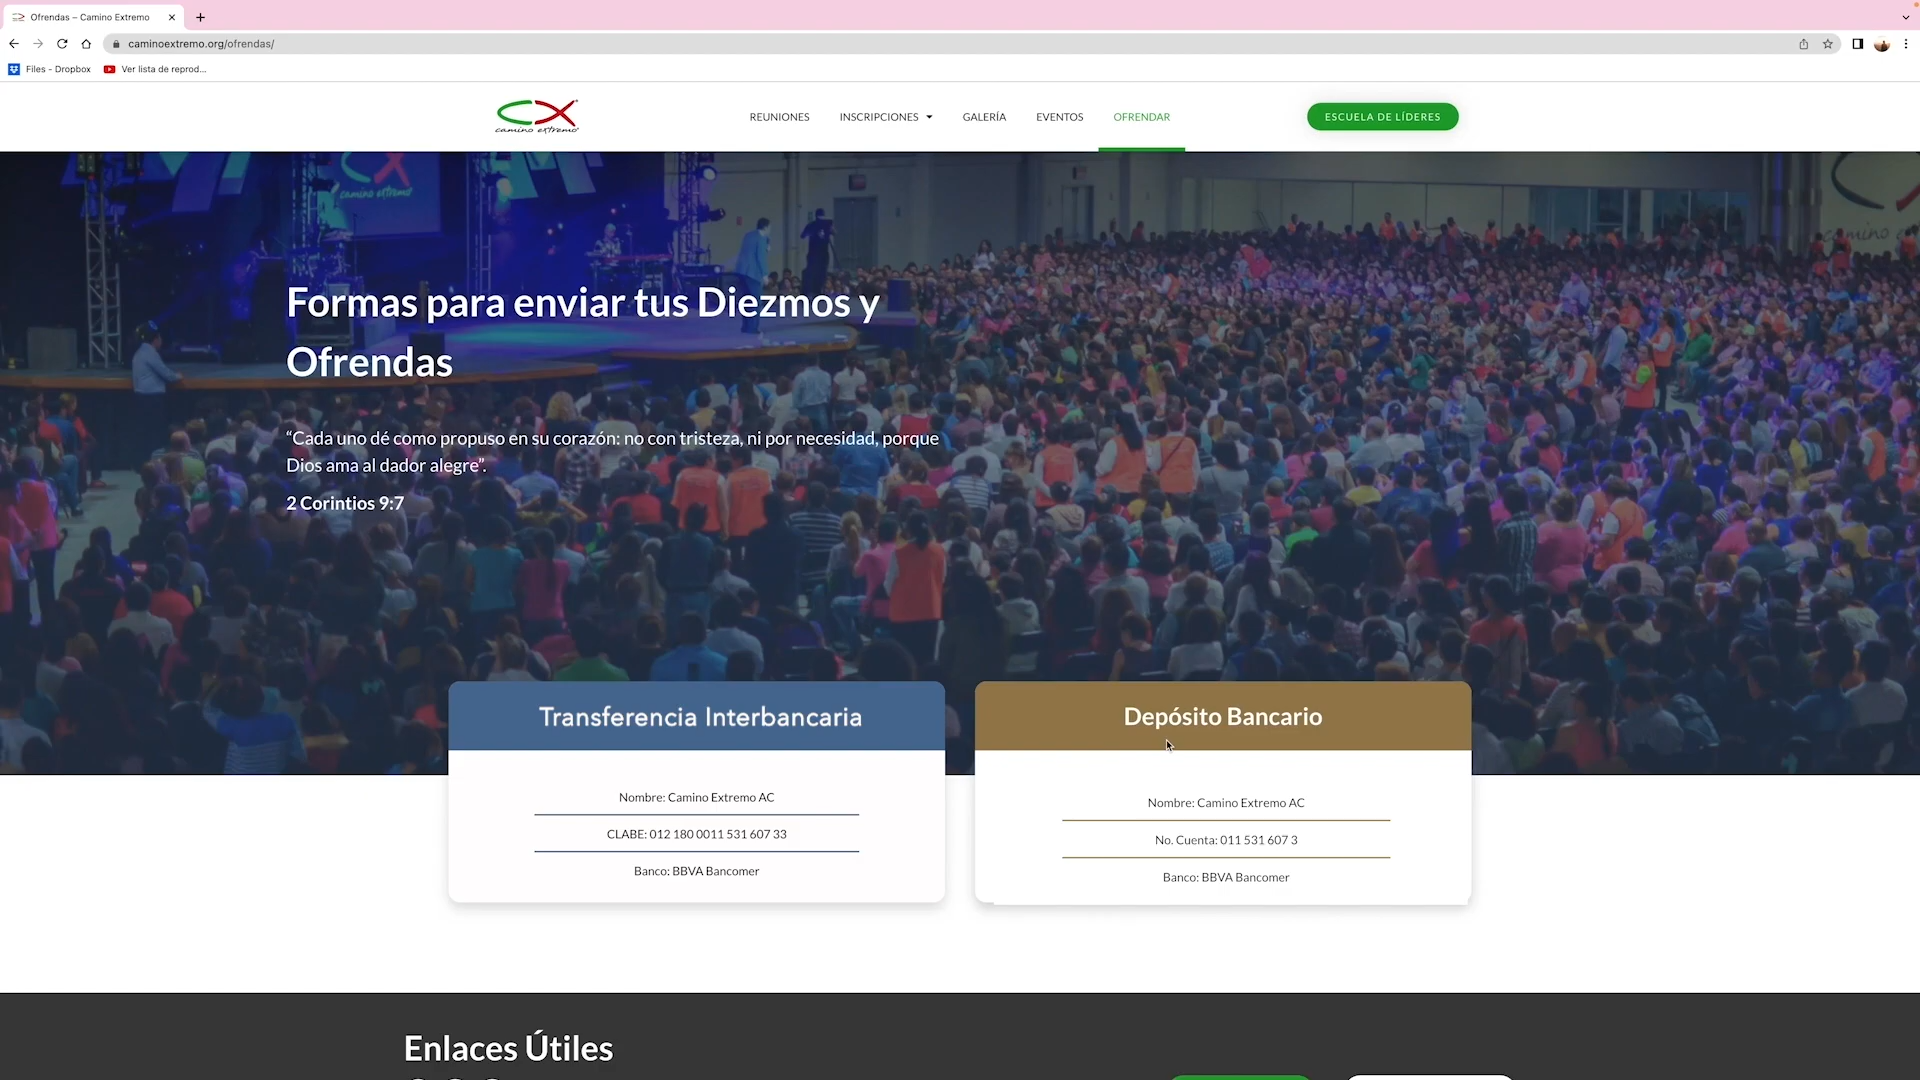 Ofrendas – Camino Extremo
caminoextremo.org/ofrendas/
Files - Dropbox
Ver lista de reprod...
CX
camino extremo
REUNIONES
INSCRIPCIONES
GALERÍA
EVENTOS
OFRENDAR
ESCUELA DE LÍDERES
camino extremo
Formas para enviar tus Diezmos y
Ofrendas
“Cada uno dé como propuso en su corazón: no con tristeza, ni por necesidad, porque
Dios ama al dador alegre”.
2 Corintios 9:7
Transferencia Interbancaria
Nombre: Camino Extremo AC
CLABE: 012 180 0011 531 607 33
Banco: BBVA Bancomer
Depósito Bancario
Nombre: Camino Extremo AC
No. Cuenta: 011 531 607 3
Banco: BBVA Bancomer
Enlaces Útiles